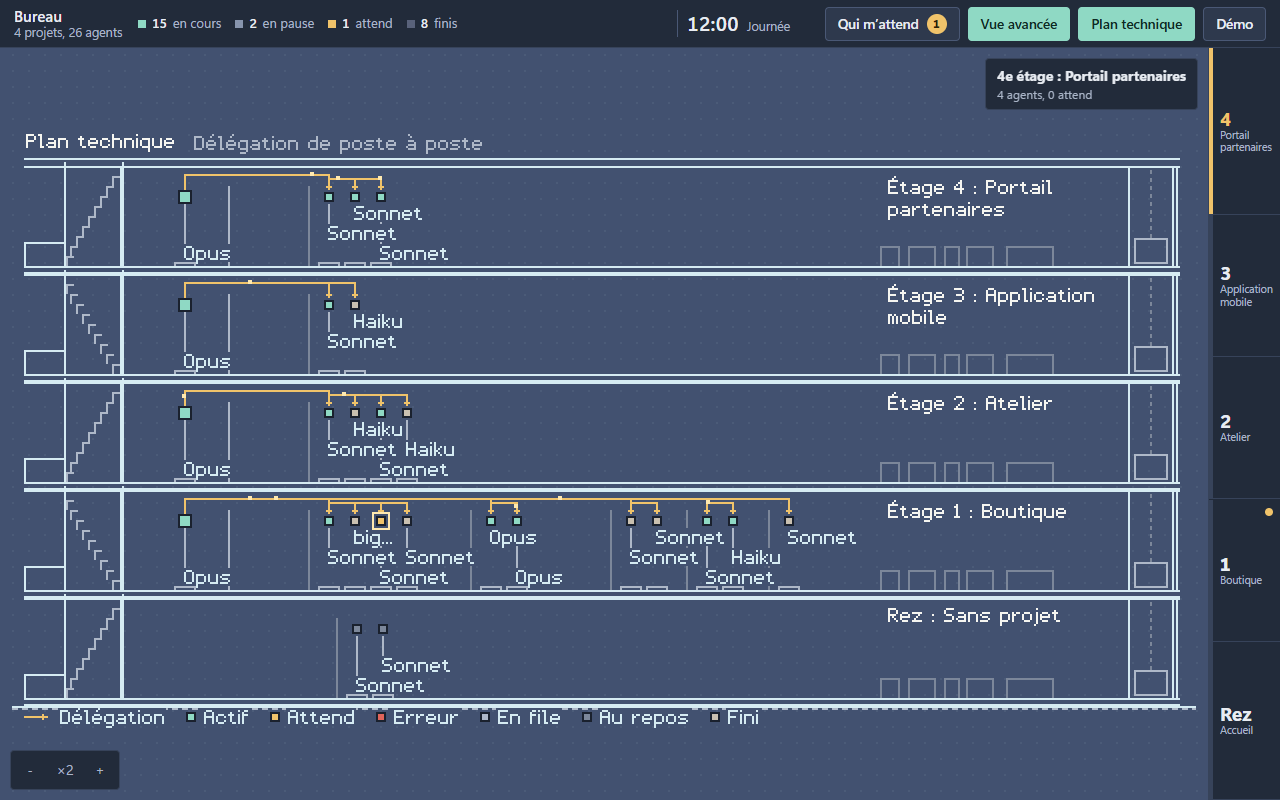 Bureau
4 projets, 26 agents
15 en cours
2 en pause
1 attend
8 finis
12:00 Journée
Qui m'attend 1
Vue avancée
Plan technique
Démo
4e étage : Portail partenaires
4 agents, 0 attend
Plan technique
Délégation de poste à poste
Étage 4 : Portail
partenaires
Sonnet
Sonnet
Opus
Sonnet
Étage 3 : Application
mobile
Haiku
Sonnet
Opus
Étage 2 : Atelier
Haiku
Sonnet Haiku
Opus
Sonnet
Étage 1 : Boutique
big...
Opus
Sonnet
Sonnet
Sonnet
Sonnet
Sonnet
Haiku
Opus
Sonnet
Opus
Sonnet
Rez : Sans projet
Sonnet
Sonnet
Délégation
Actif
Attend
Erreur
En file
Au repos
Fini
- ×2 +
4
Portail
partenaires
3
Application
mobile
2
Atelier
1
Boutique
Rez
Accueil